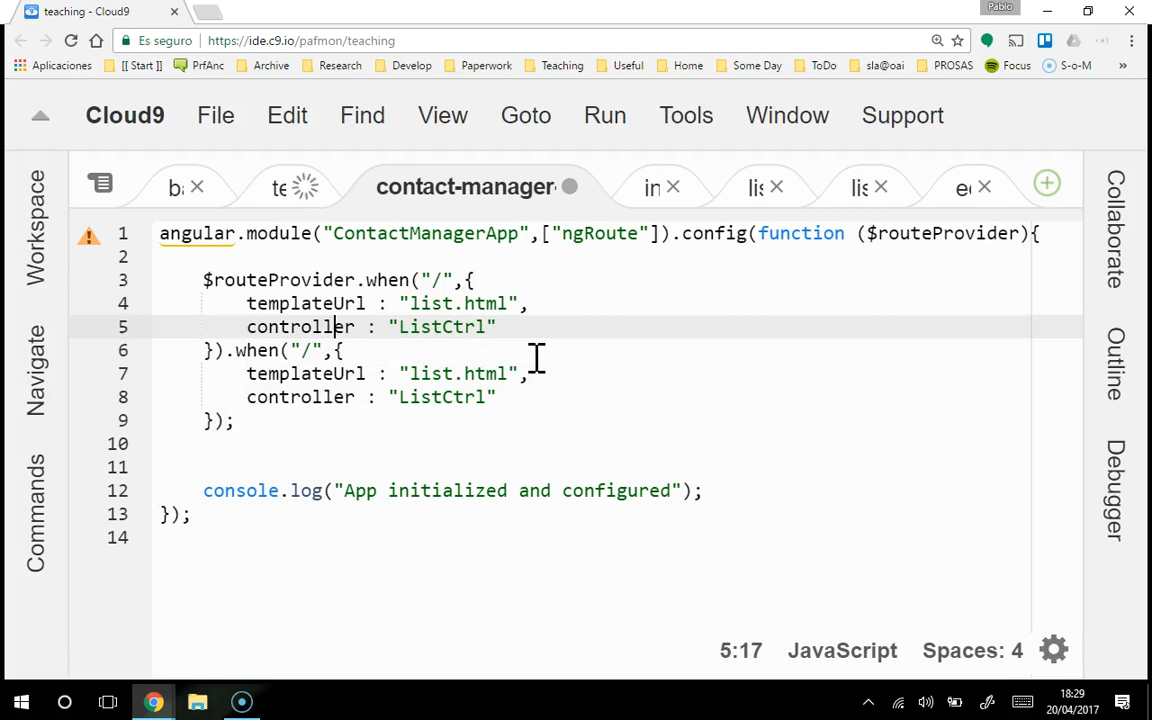 teaching - Cloud9
Pablo
Es seguro
https://ide.c9.io/pafmon/teaching
Aplicaciones [[ Start ]] PrfAnc Archive Research Develop Paperwork Teaching Useful Home Some Day ToDo sla@oai PROSAS Focus S-o-M »
Cloud9 File Edit Find View Goto Run Tools Window Support
contact-manager
Workspace
Navigate
Commands
Collaborate
Outline
Debugger
1 angular.module("ContactManagerApp",["ngRoute"]).config(function ($routeProvider){
2
3 $routeProvider.when("/",{
4 templateUrl : "list.html",
5 controller : "ListCtrl"
6 }).when("/",{
7 templateUrl : "list.html",
8 controller : "ListCtrl"
9 });
10
11
12 console.log("App initialized and configured");
13 });
14
5:17 JavaScript Spaces: 4
18:29
20/04/2017